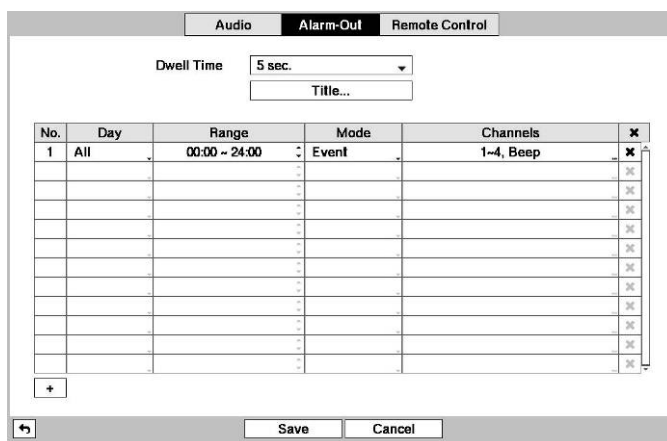 Audio Alarm-Out Remote Control
Dwell Time 5 sec.
Title...
No. Day Range Mode Channels ×
1 All 00:00 ~ 24:00 Event 1~4, Beep ×
×
×
×
×
×
×
×
×
×
×
×
+
Save Cancel